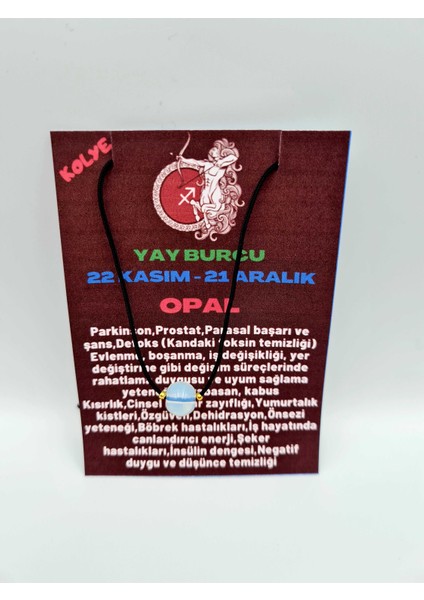 KOLYE
YAY BURCU
22 KASIM - 21 ARALIK
OPAL
Parkinson,Prostat,Parasal başarı ve
şans,Detoks (Kandaki toksin temizliği)
Evlenme, boşanma, iş değişikliği, yer
değiştirme gibi değişim süreçlerinde
rahatlama duygusu ve uyum sağlama
kabus
Kısırlık,Cinsel zayıflığı, Yumurtalık
kistleri,Özgüven,Dehidrasyon,Önsezi
yeteneği,Böbrek hastalıkları,İş hayatında
canlandırıcı enerji,Şeker
hastalıkları,İnsülin dengesi,Negatif
duygu ve düşünce temizliği